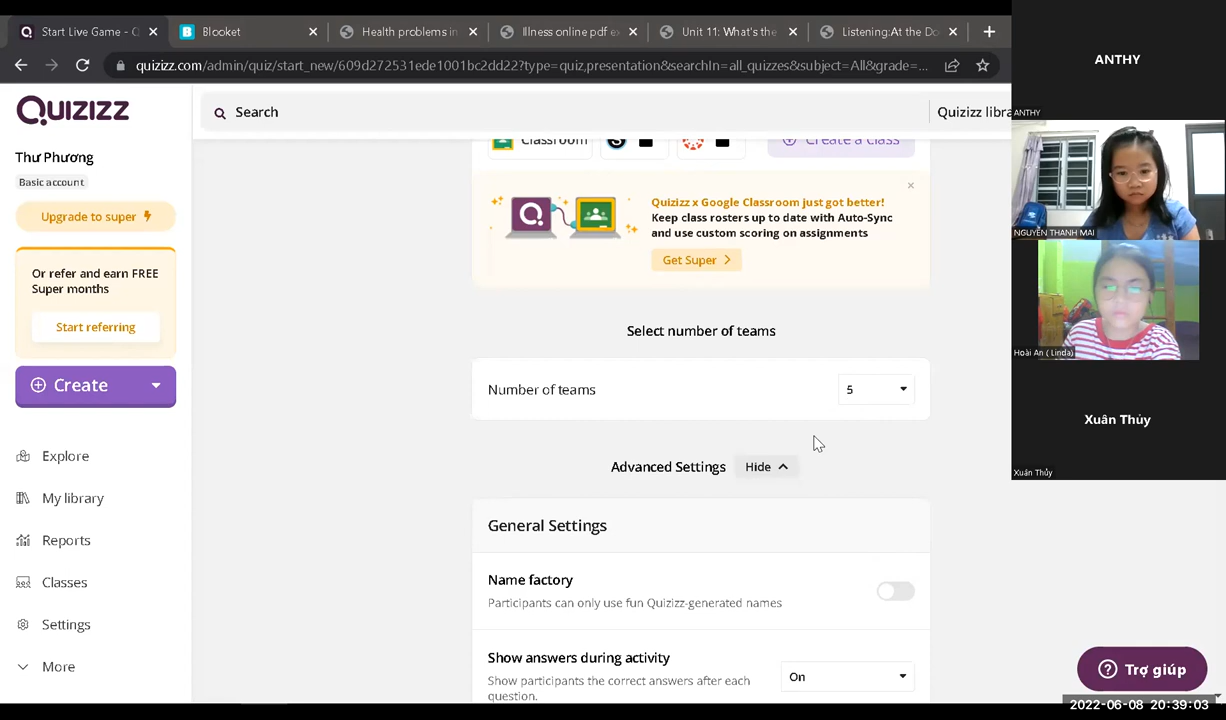 Start Live Game - Q
Blooket
Health problems in
Illness online pdf ex
Unit 11: What's the
Listening:At the Do
quizizz.com/admin/quiz/start_new/609d272531ede1001bc2dd22?type=quiz,presentation&searchIn=all_quizzes&subject=All&grade=...
QUIZIZZ
Search
Quizizz libra
Thư Phương
Basic account
Upgrade to super
Or refer and earn FREE
Super months
Start referring
Create
Explore
My library
Reports
Classes
Settings
More
Classroom
S
Create a class
Quizizz x Google Classroom just got better!
Keep class rosters up to date with Auto-Sync
and use custom scoring on assignments
Get Super
Select number of teams
Number of teams
5
Advanced Settings
Hide
General Settings
Name factory
Participants can only use fun Quizizz-generated names
Show answers during activity
Show participants the correct answers after each
question.
On
ANTHY
ANTHY
NGUYỄN THANH MAI
Hoài An ( Linda)
Xuân Thủy
Xuân Thủy
Trợ giúp
2022-06-08 20:39:03